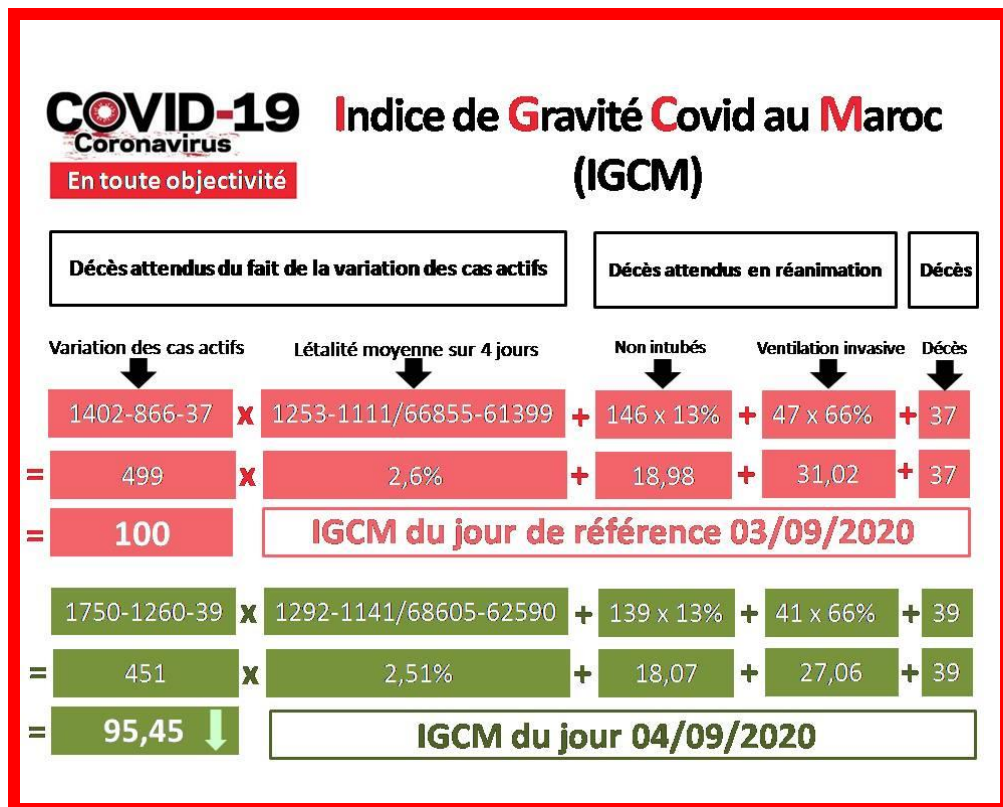 COVID-19
Coronavirus
En toute objectivité
Indice de Gravité Covid au Maroc
(IGCM)
Décès attendus du fait de la variation des cas actifs
Décès attendus en réanimation
Décès
Variation des cas actifs
Létalité moyenne sur 4 jours
Non intubés
Ventilation invasive
Décès
1402-866-37 x 1253-1111/66855-61399 + 146 x 13% + 47 x 66% + 37
= 499 x 2,6% + 18,98 + 31,02 + 37
= 100 IGCM du jour de référence 03/09/2020
1750-1260-39 x 1292-1141/68605-62590 + 139 x 13% + 41 x 66% + 39
= 451 x 2,51% + 18,07 + 27,06 + 39
= 95,45 IGCM du jour 04/09/2020